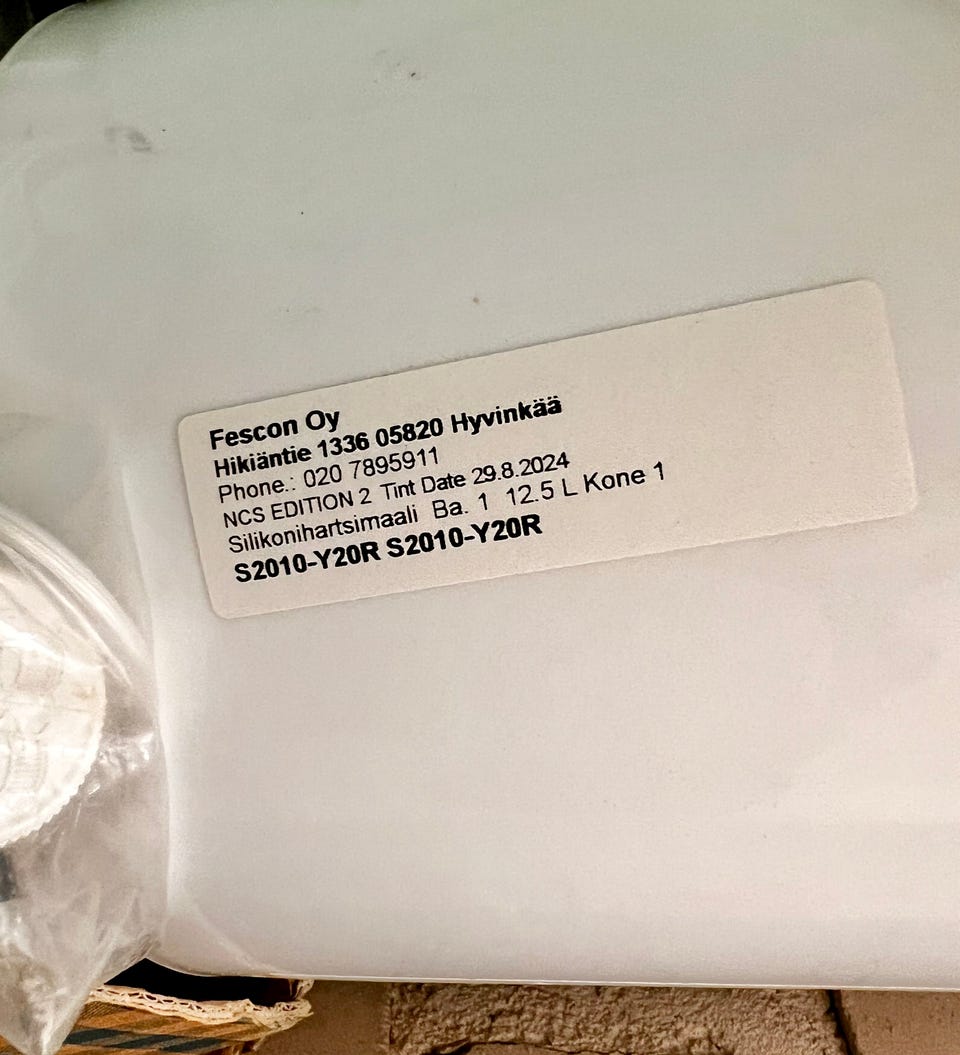 Fescon Oy
Hikiäntie 1336 05820 Hyvinkää
Phone.: 020 7895911
NCS EDITION 2 Tint Date 29.8.2024
Silikonihartsimaali Ba. 1 12.5 L Kone 1
S2010-Y20R S2010-Y20R